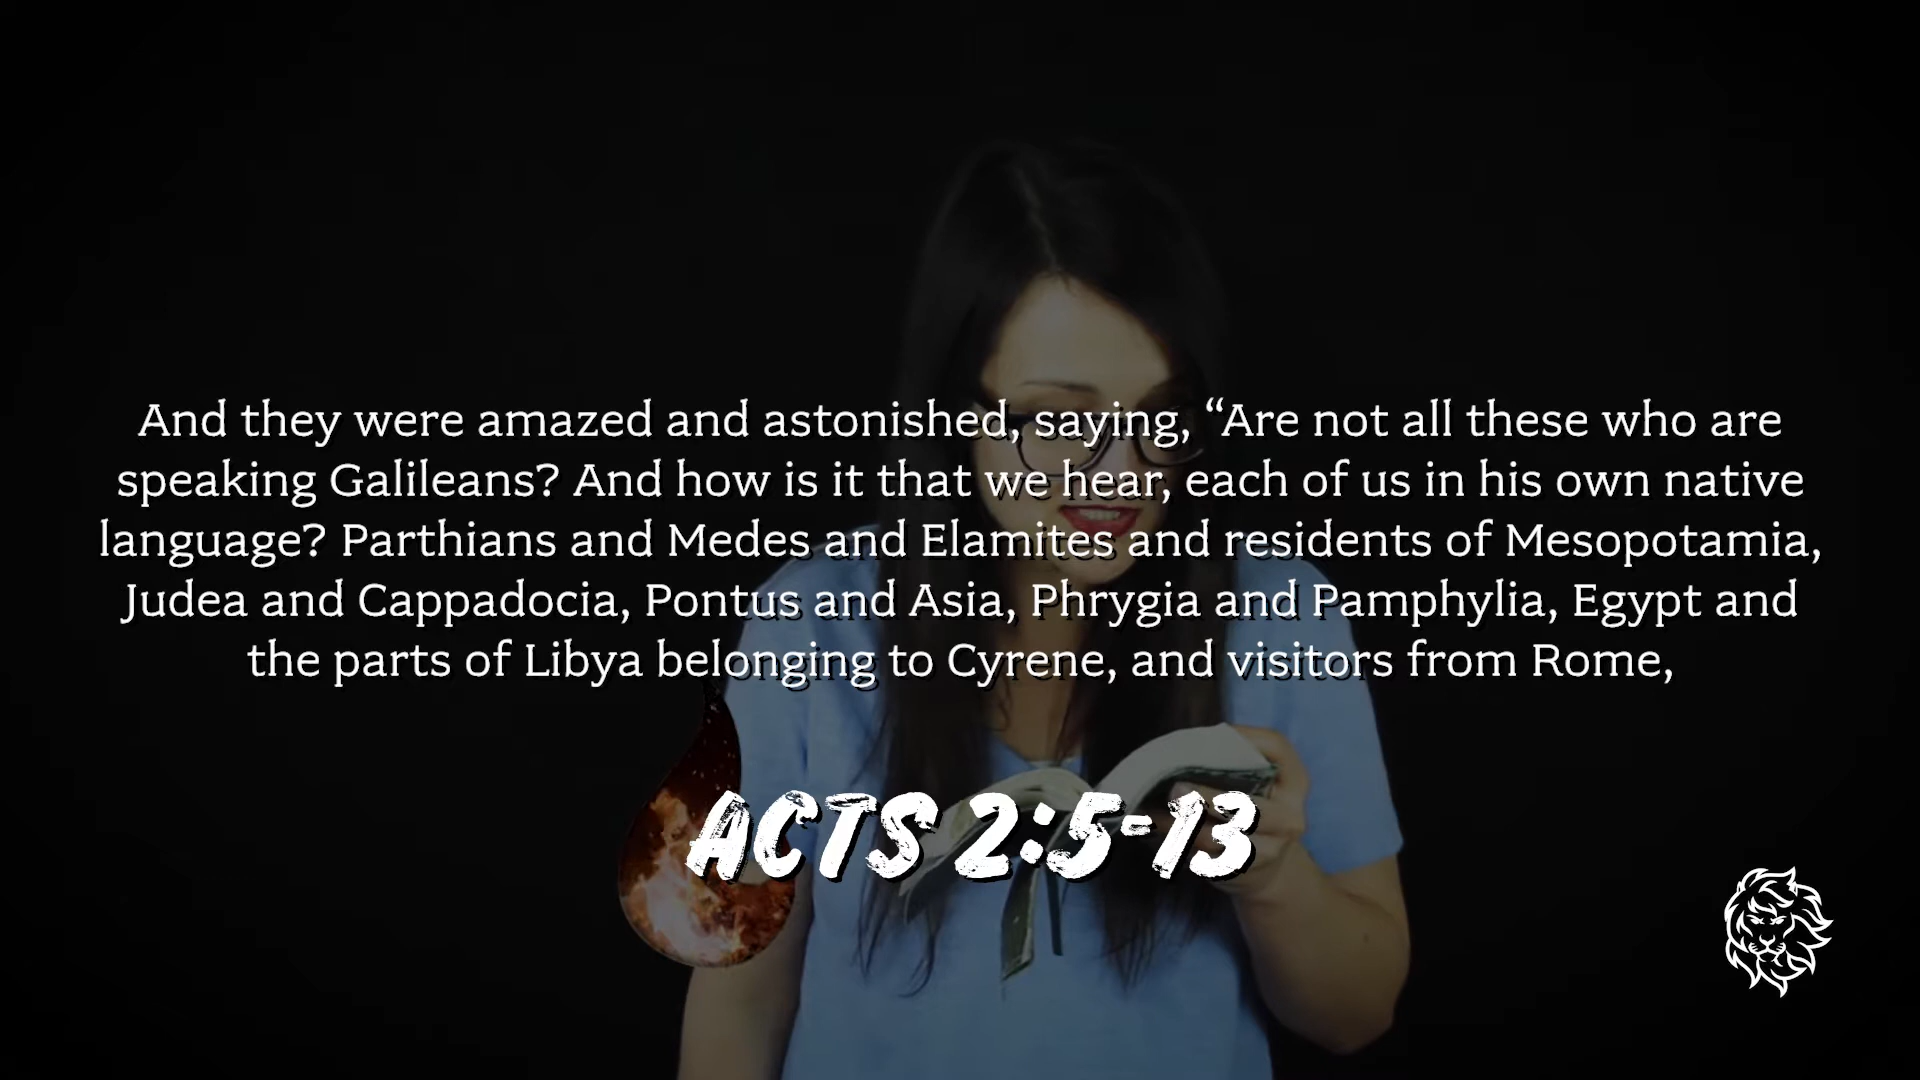 And they were amazed and astonished, saying, “Are not all these who are
speaking Galileans? And how is it that we hear, each of us in his own native
language? Parthians and Medes and Elamites and residents of Mesopotamia,
Judea and Cappadocia, Pontus and Asia, Phrygia and Pamphylia, Egypt and
the parts of Libya belonging to Cyrene, and visitors from Rome,
ACTS 2:5-13